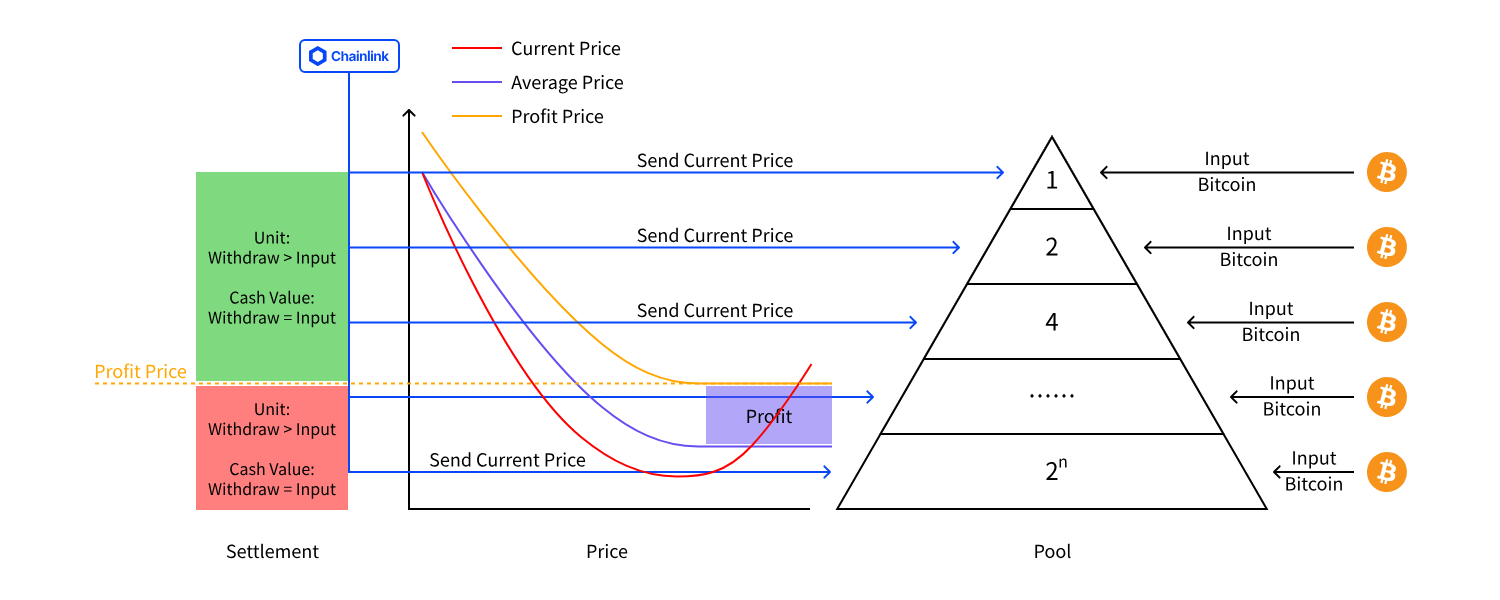 Chainlink
Current Price
Average Price
Profit Price
Send Current Price
Input
Bitcoin
1
Send Current Price
Input
Bitcoin
2
Unit:
Withdraw > Input
Cash Value:
Withdraw = Input
Send Current Price
Input
Bitcoin
4
Profit Price
Unit:
Withdraw > Input
Profit
Input
Bitcoin
......
Cash Value:
Withdraw = Input
Send Current Price
Input
Bitcoin
2ⁿ
Settlement
Price
Pool